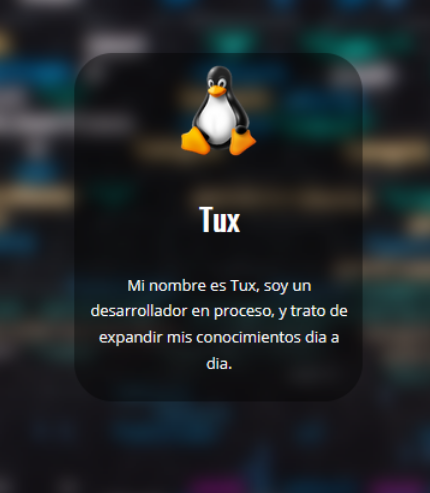 Tux
Mi nombre es Tux, soy un
desarrollador en proceso, y trato de
expandir mis conocimientos dia a
dia.